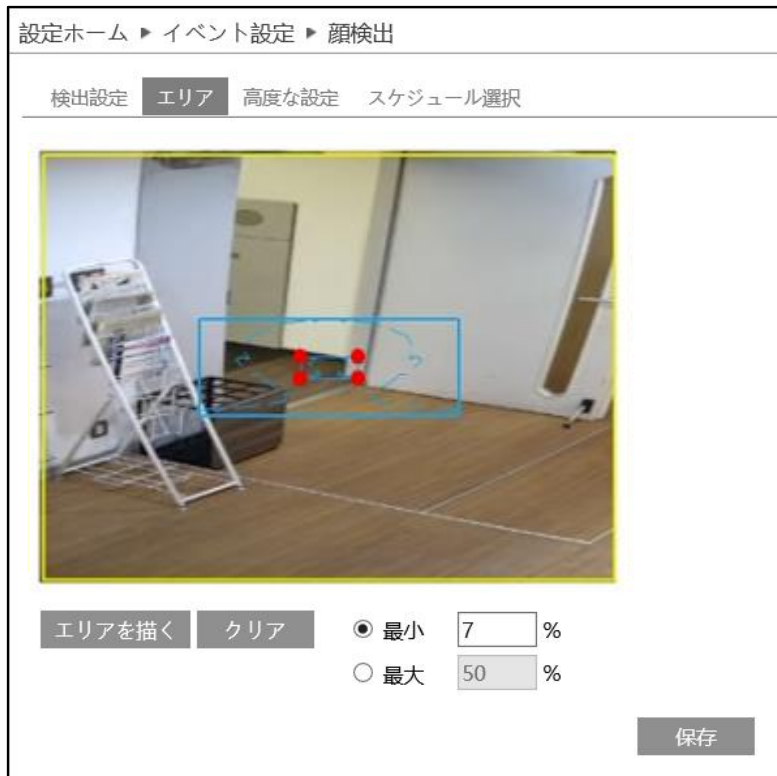 設定ホーム ▶ イベント設定 ▶ 顔検出
検出設定 エリア 高度な設定 スケジュール選択
エリアを描く クリア 最小 7 %
最大 50 %
保存